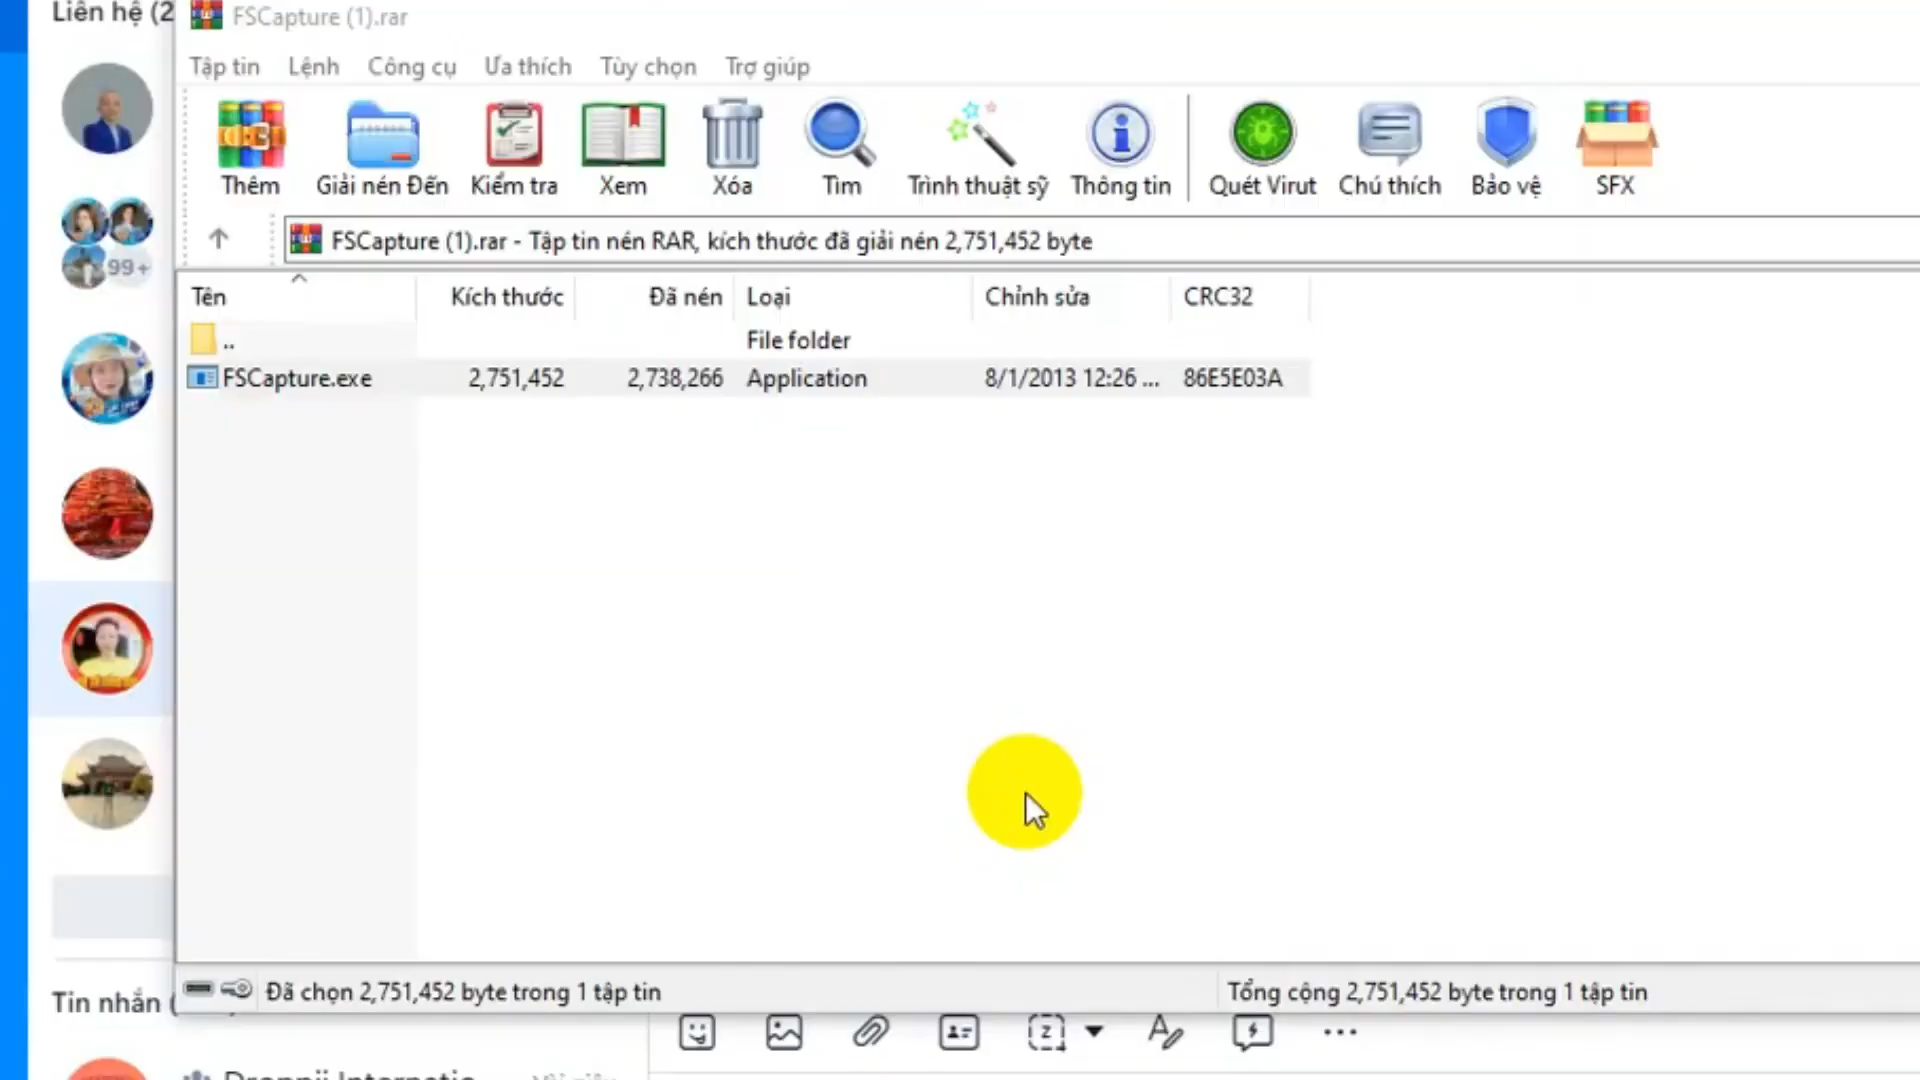 Liên hệ (2
FSCapture (1).rar
Tập tin Lệnh Công cụ Ưa thích Tùy chọn Trợ giúp
Thêm Giải nén Đến Kiểm tra Xem Xóa Tìm Trình thuật sỹ Thông tin Quét Virut Chú thích Bảo vệ SFX
FSCapture (1).rar - Tập tin nén RAR, kích thước đã giải nén 2,751,452 byte
99+
Tên Kích thước Đã nén Loại Chỉnh sửa CRC32
.. File folder
FSCapture.exe 2,751,452 2,738,266 Application 8/1/2013 12:26 ... 86E5E03A
Đã chọn 2,751,452 byte trong 1 tập tin Tổng cộng 2,751,452 byte trong 1 tập tin
Tin nhắn (